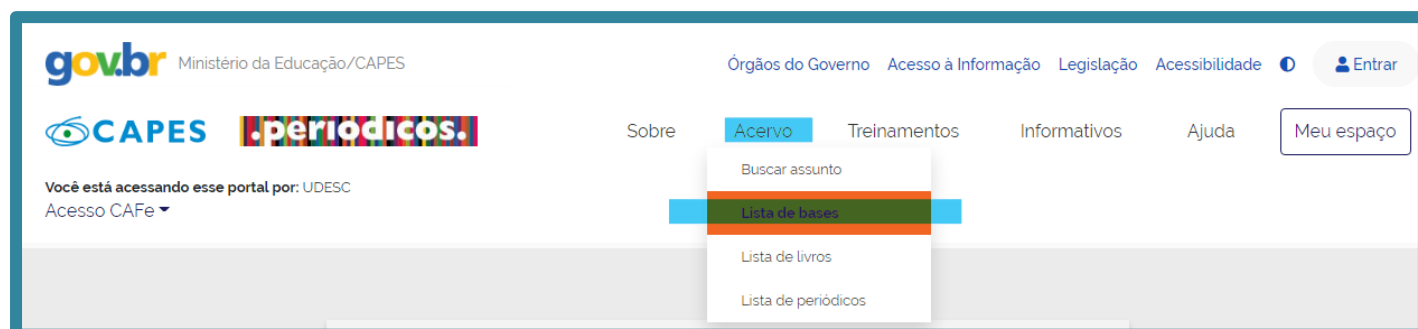 gov.br Ministério da Educação/CAPES
Órgãos do Governo Acesso à Informação Legislação Acessibilidade Entrar
CAPES .periodicos.
Sobre Acervo Treinamentos Informativos Ajuda Meu espaço
Buscar assunto
Lista de bases
Lista de livros
Lista de periódicos
Você está acessando esse portal por: UDESC
Acesso CAFe